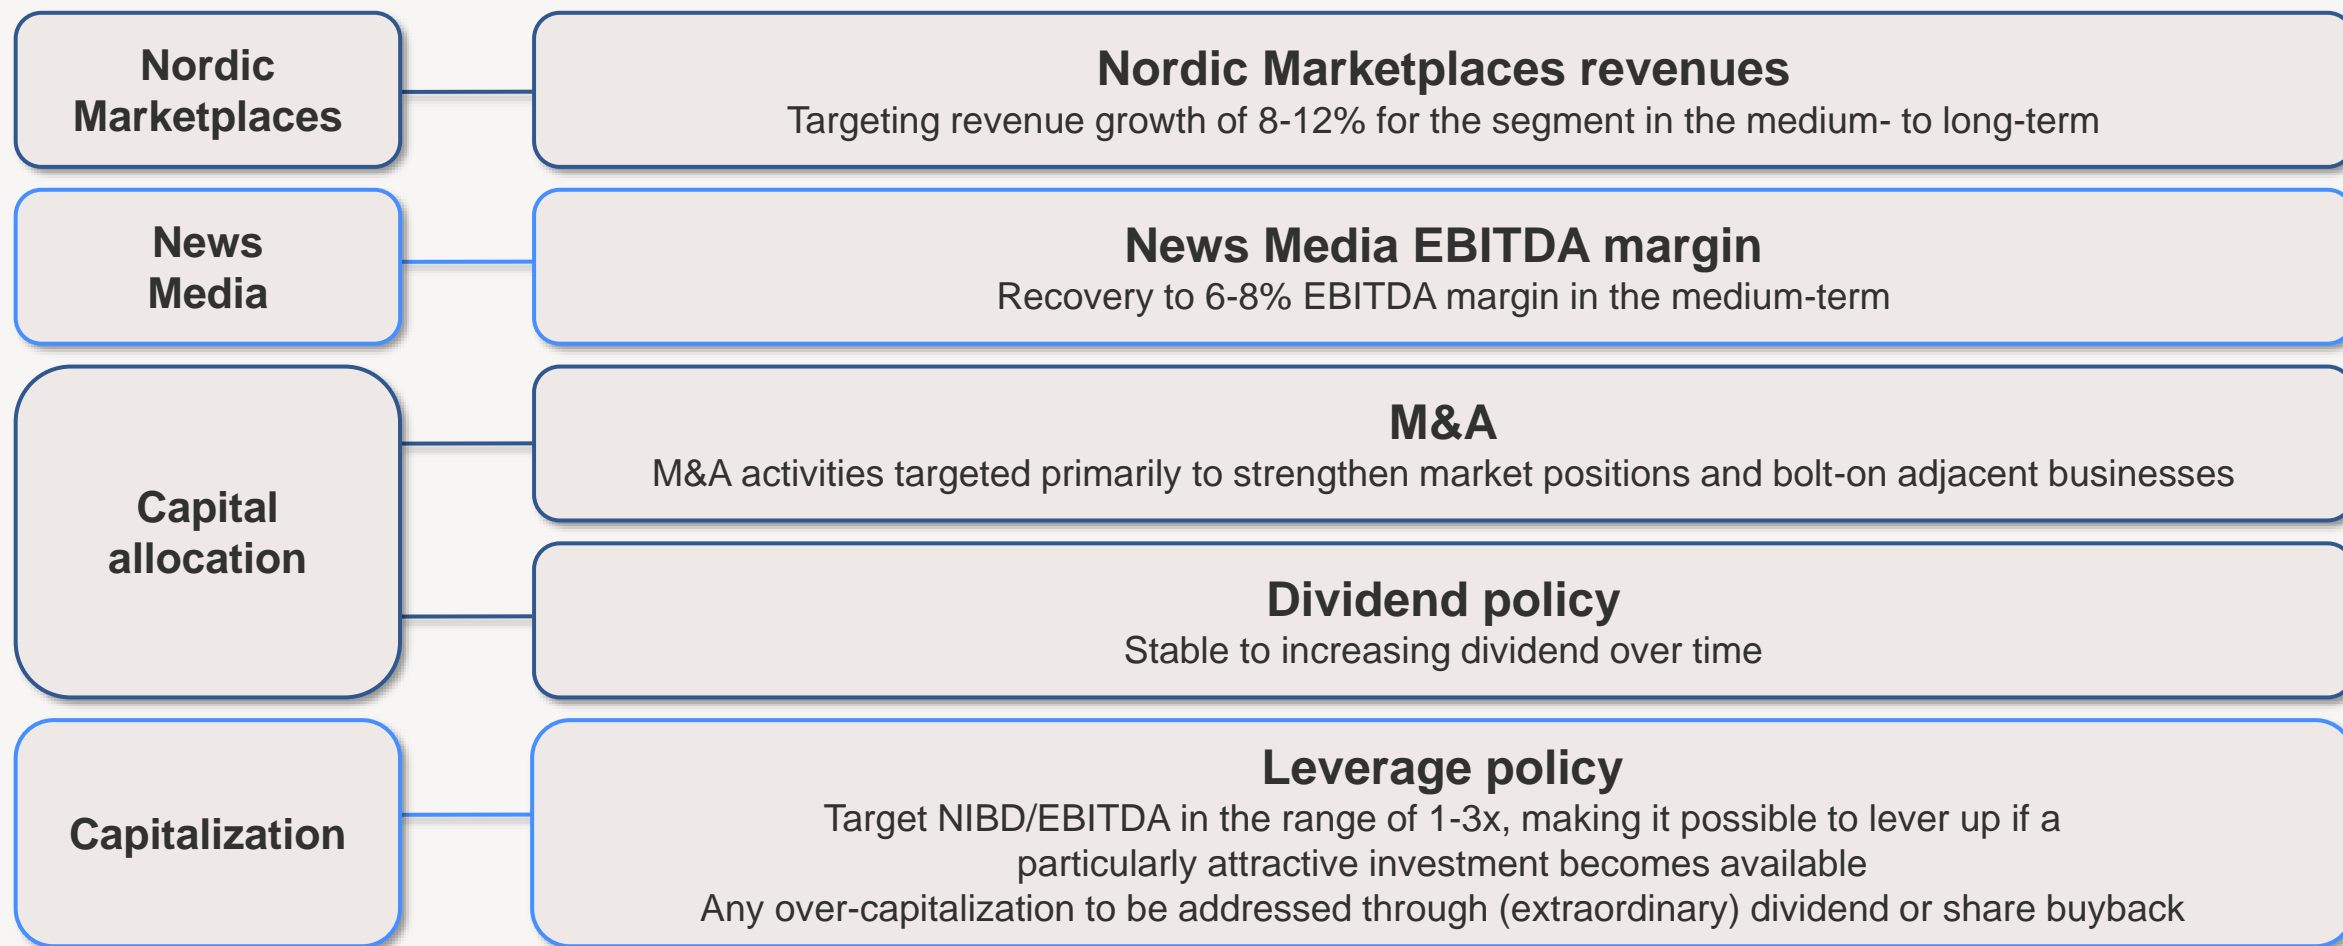 Nordic
Marketplaces
Nordic Marketplaces revenues
Targeting revenue growth of 8-12% for the segment in the medium- to long-term
News
Media
News Media EBITDA margin
Recovery to 6-8% EBITDA margin in the medium-term
Capital
allocation
M&A
M&A activities targeted primarily to strengthen market positions and bolt-on adjacent businesses
Dividend policy
Stable to increasing dividend over time
Capitalization
Leverage policy
Target NIBD/EBITDA in the range of 1-3x, making it possible to lever up if a
particularly attractive investment becomes available
Any over-capitalization to be addressed through (extraordinary) dividend or share buyback